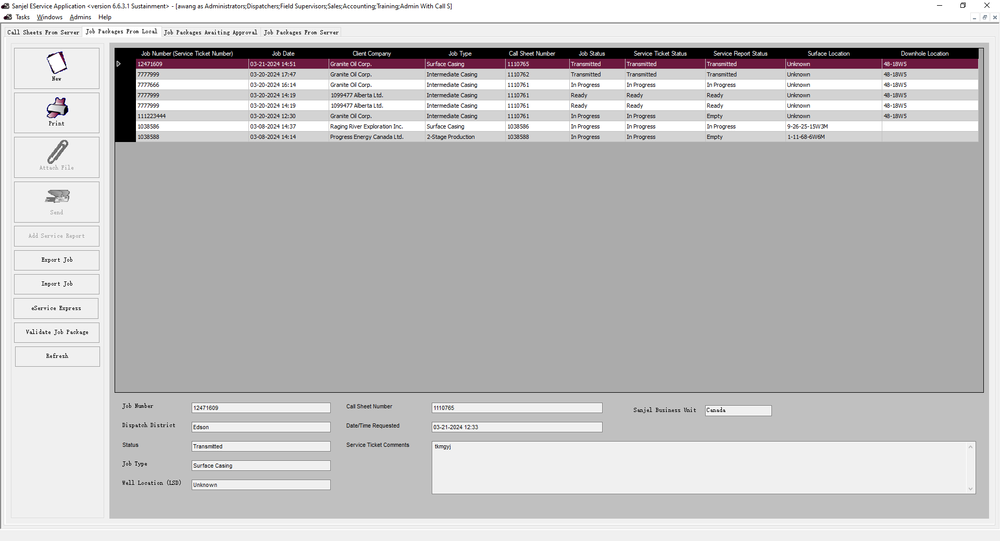 Sanjel EService Application <version 6.6.3.1 Sustainment> - [awang as Administrators;Dispatchers;Field Supervisors;Sales;Accounting;Training;Admin With Call S]
Tasks Windows Admins Help
Call Sheets From Server Job Packages From Local Job Packages Awaiting Approval Job Packages From Server
New
Print
Attach File
Send
Add Service Report
Export Job
Import Job
eService Express
Validate Job Package
Refresh
Job Number (Service Ticket Number) Job Date Client Company Job Type Call Sheet Number Job Status Service Ticket Status Service Report Status Surface Location Downhole Location
12471609 03-21-2024 14:51 Granite Oil Corp. Surface Casing 1110765 Transmitted Transmitted Transmitted Unknown 48-18W5
7777999 03-20-2024 17:47 Granite Oil Corp. Intermediate Casing 1110762 Transmitted Transmitted Transmitted Unknown 48-18W5
7777666 03-20-2024 16:14 Granite Oil Corp. Intermediate Casing 1110761 In Progress In Progress In Progress Unknown 48-18W5
7777999 03-20-2024 14:19 1099477 Alberta Ltd. Intermediate Casing 1110761 Ready Ready Ready Unknown 48-18W5
7777999 03-20-2024 14:19 1099477 Alberta Ltd. Intermediate Casing 1110761 Ready Ready Ready Unknown 48-18W5
111223444 03-20-2024 12:30 Granite Oil Corp. Intermediate Casing 1110761 In Progress In Progress Empty Unknown 48-18W5
1038586 03-08-2024 14:37 Raging River Exploration Inc. Surface Casing 1038586 In Progress In Progress In Progress 9-26-25-15W3M
1038588 03-08-2024 14:14 Progress Energy Canada Ltd. 2-Stage Production 1038588 In Progress In Progress Empty 1-11-68-6W6M
Job Number 12471609 Call Sheet Number 1110765 Sanjel Business Unit Canada
Dispatch District Edson Date/Time Requested 03-21-2024 12:33
Status Transmitted Service Ticket Comments tkmgyj
Job Type Surface Casing
Well Location (LSD) Unknown